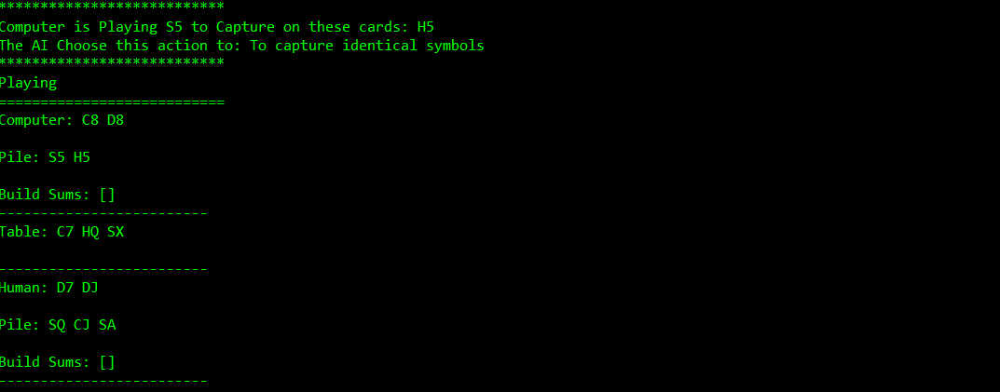 ***************************
Computer is Playing S5 to Capture on these cards: H5
The AI Choose this action to: To capture identical symbols
***************************
Playing
===========================
Computer: C8 D8
Pile: S5 H5
Build Sums: []
-------------------------
Table: C7 HQ SX
-------------------------
Human: D7 DJ
Pile: SQ CJ SA
Build Sums: []
-------------------------